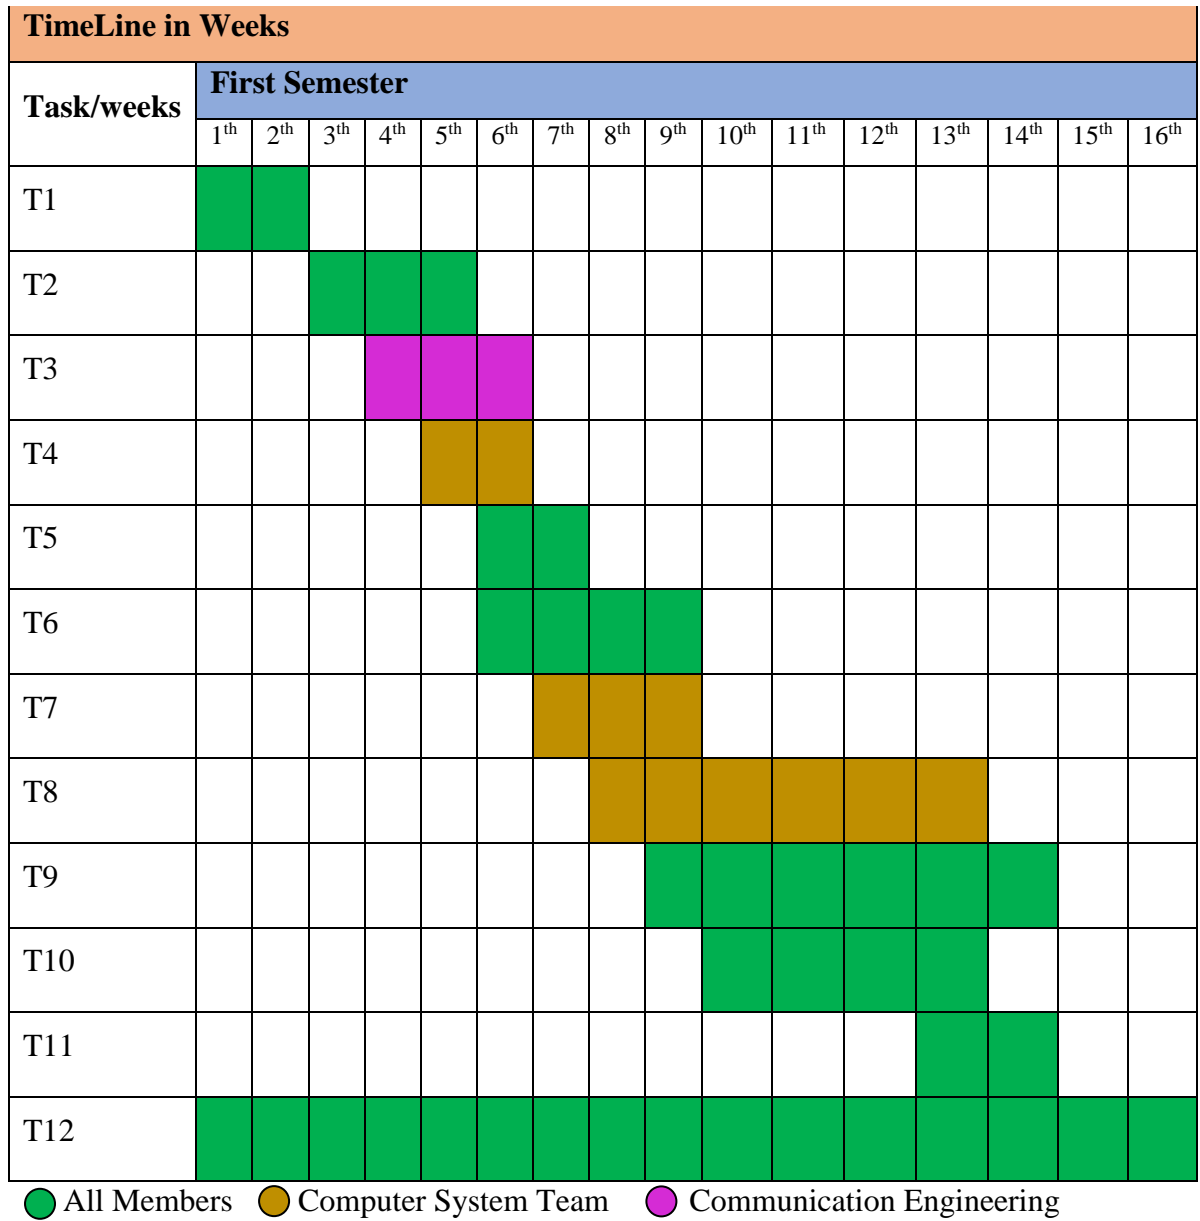 TimeLine in Weeks
First Semester
Task/weeks
1th 2th 3th 4th 5th 6th 7th 8th 9th 10th 11th 12th 13th 14th 15th 16th
T1
T2
T3
T4
T5
T6
T7
T8
T9
T10
T11
T12
All Members Computer System Team Communication Engineering